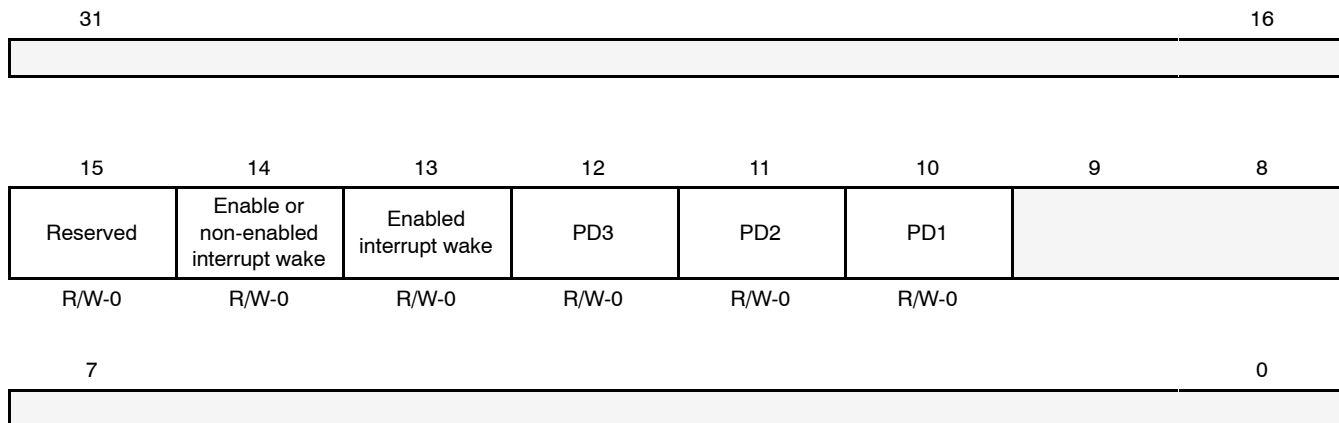 31 16
15 14 13 12 11 10 9 8
Reserved
Enable or
non-enabled
interrupt wake
Enabled
interrupt wake
PD3
PD2
PD1
R/W-0 R/W-0 R/W-0 R/W-0 R/W-0 R/W-0
7 0